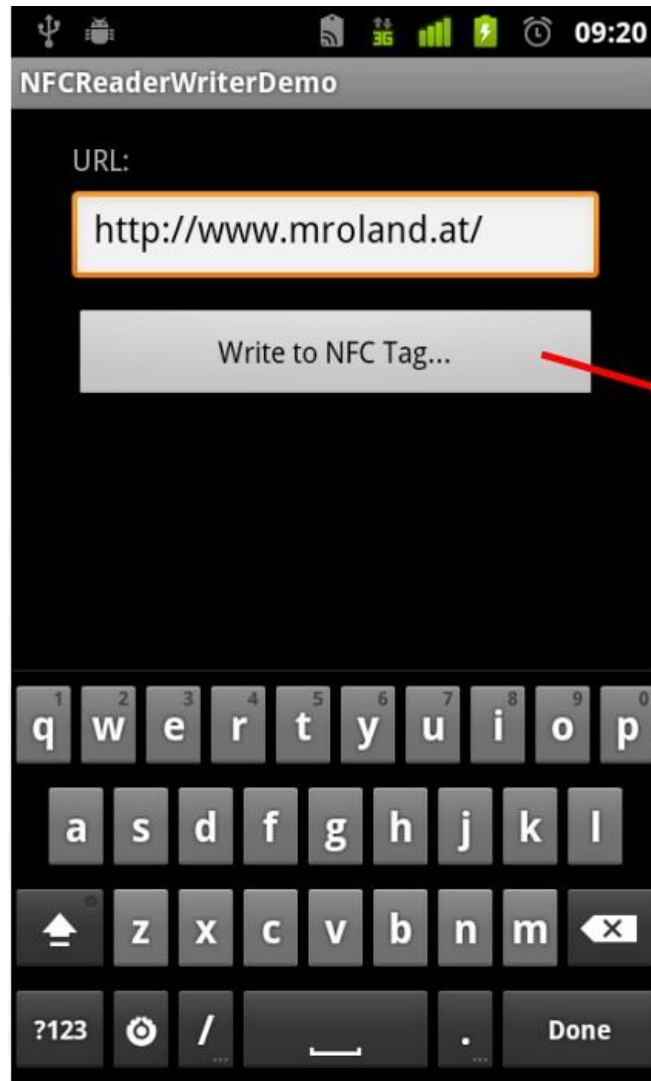 3G 09:20
NFCReaderWriterDemo
URL:
http://www.mroland.at/
Write to NFC Tag...
1 2 3 4 5 6 7 8 9 0
q w e r t y u i o p
a s d f g h j k l
z x c v b n m
?123 / ... . ... Done